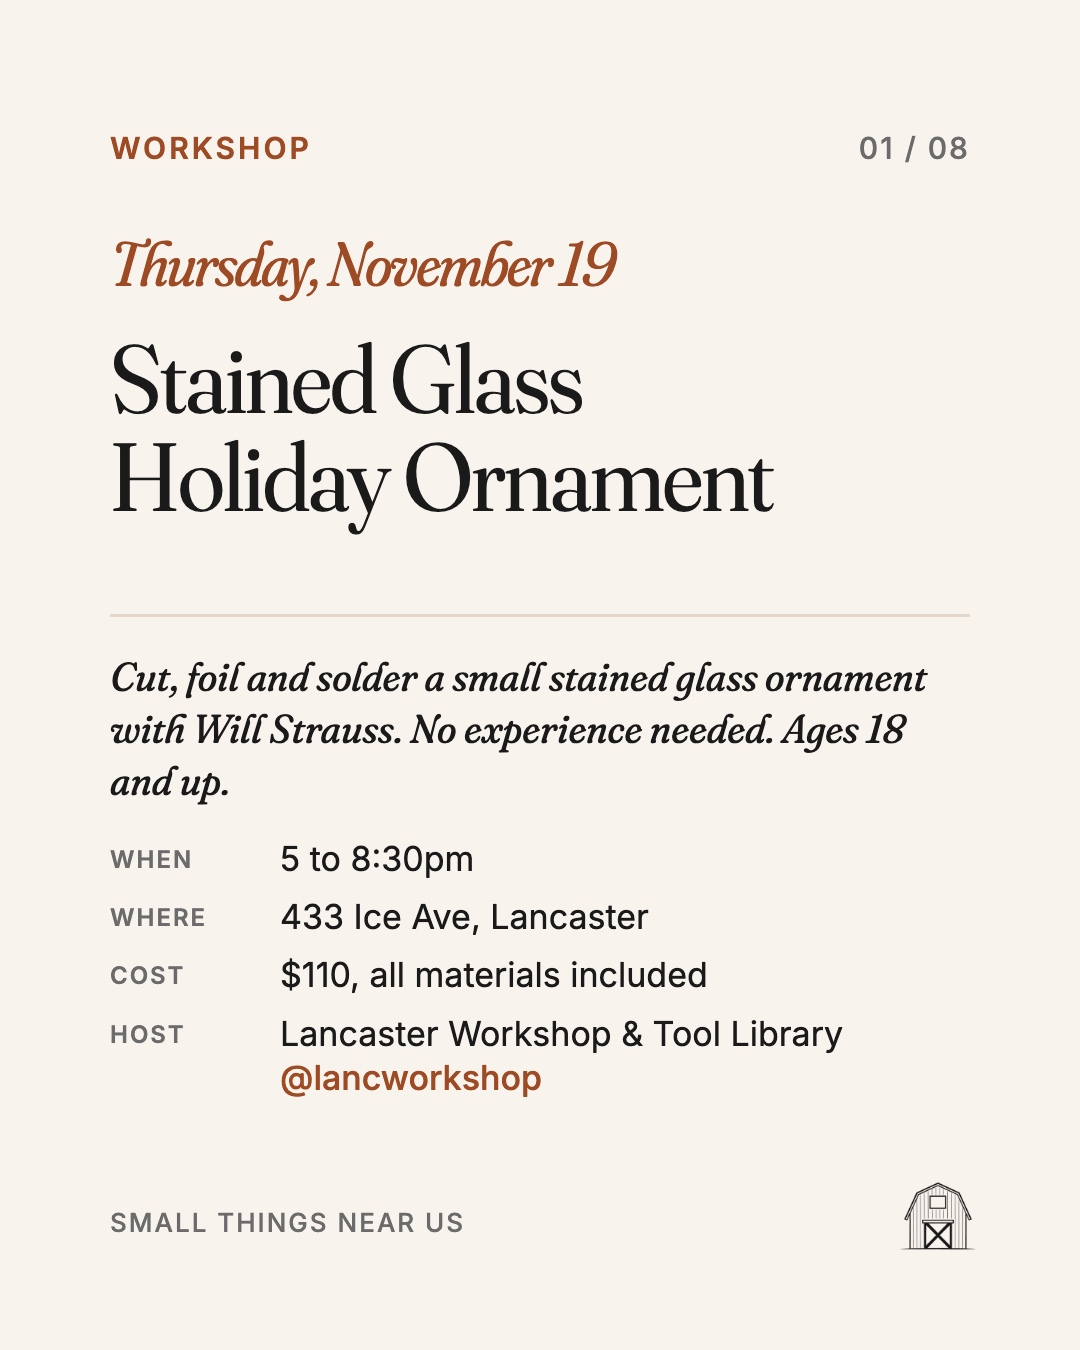 WORKSHOP
01 / 08
Thursday, November 19
Stained Glass
Holiday Ornament
Cut, foil and solder a small stained glass ornament
with Will Strauss. No experience needed. Ages 18
and up.
WHEN 5 to 8:30pm
WHERE 433 Ice Ave, Lancaster
COST $110, all materials included
HOST Lancaster Workshop & Tool Library
@lancworkshop
SMALL THINGS NEAR US